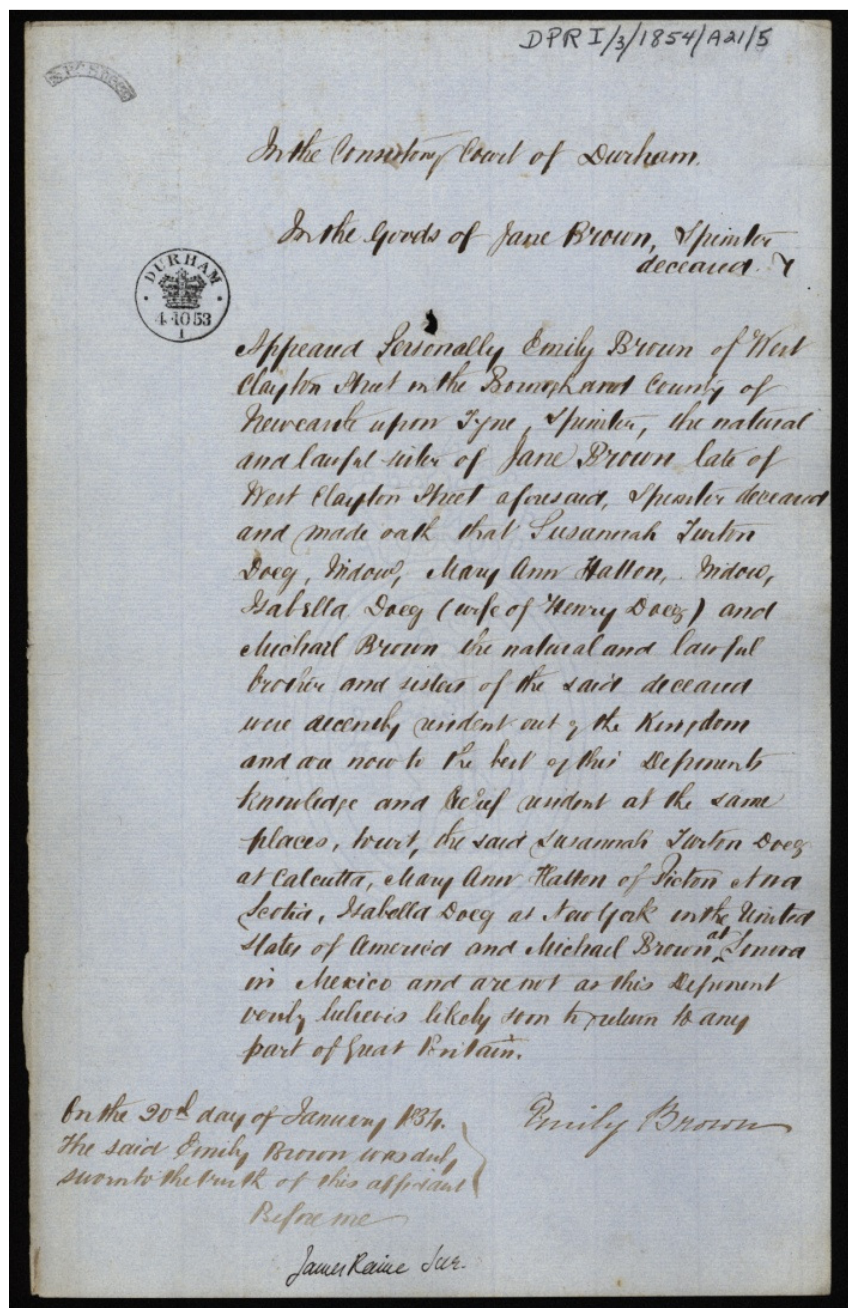 DPR I/3/1854/A21/5
In the Consistory Court of Durham.
In the Goods of Jane Brown, Spinster
deceased.
DURHAM
4·10 53
1
Appeared Personally Emily Brown of West
Clayton Street in the Borough and County of
Newcastle upon Tyne, Spinster, the natural
and lawful sister of Jane Brown late of
West Clayton Street aforesaid, Spinster deceased
and made oath that Susannah Turton
Doeg, Widow, Mary Ann Hatton, Widow,
Isabella Doeg (wife of Henry Doeg) and
Michael Brown the natural and lawful
brother and sisters of the said deceased
were recently resident out of the Kingdom
and are now to the best of this Deponents
knowledge and belief resident at the same
places, towit, the said Susannah Turton Doeg
at Calcutta, Mary Ann Hatton of Picton Nova
Scotia, Isabella Doeg at New York in the United
States of America and Michael Brown at Sonora
in Mexico and are not as this Deponent
verily believes likely soon to return to any
part of Great Britain.
On the 20th day of January 1854.
The said Emily Brown was duly
sworn to the truth of this affidavit
Before me
Emily Brown
James Raine Sur.